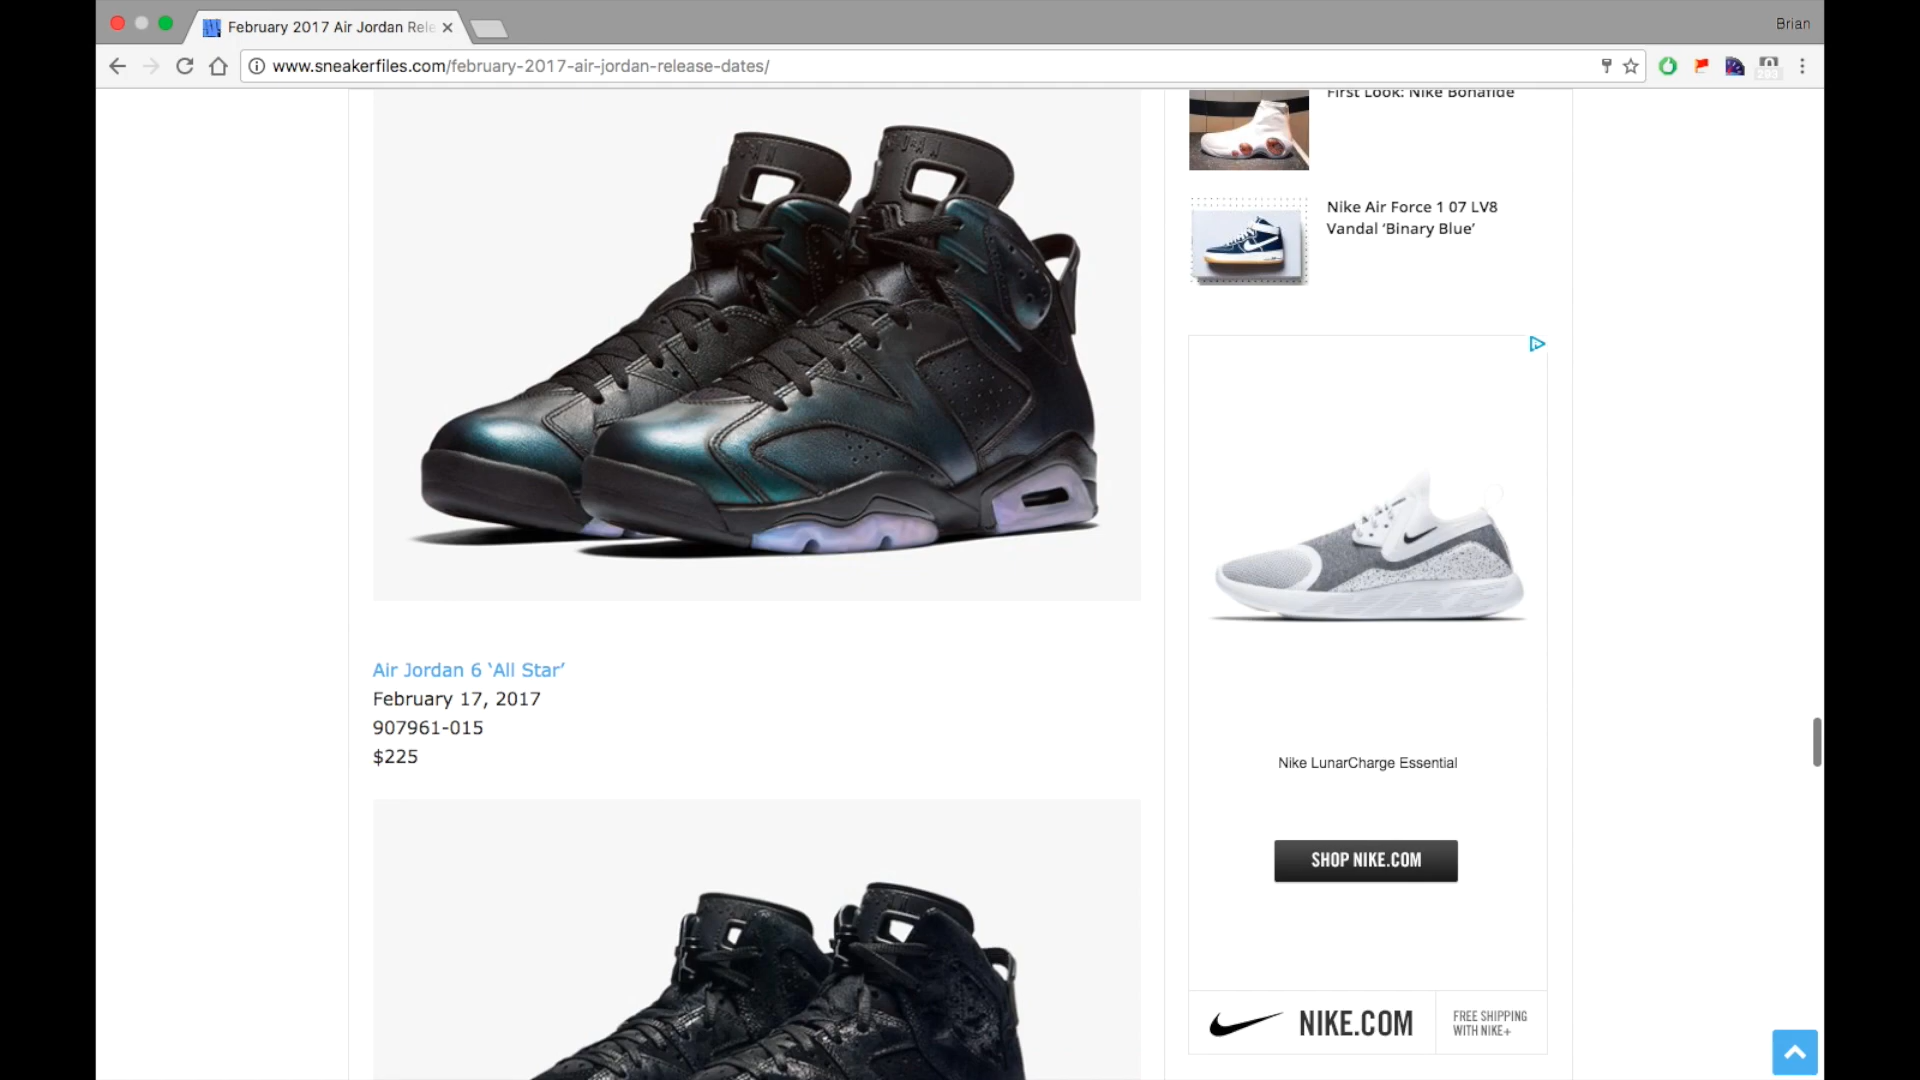 February 2017 Air Jordan Rele
Brian
www.sneakerfiles.com/february-2017-air-jordan-release-dates/
203
First Look: Nike Bonafide
Nike Air Force 1 07 LV8
Vandal ‘Binary Blue’
Air Jordan 6 ‘All Star’
February 17, 2017
907961-015
$225
Nike LunarCharge Essential
SHOP NIKE.COM
NIKE.COM
FREE SHIPPING
WITH NIKE+